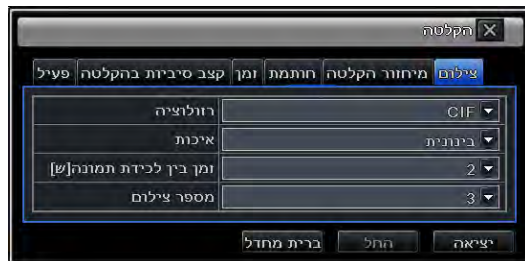 הקלטה
צילום מיחזור הקלטה חותמת זמן קצב סיביות בהקלטה פעיל
רזולוציה CIF
איכות בינונית
זמן בין לכידת תמונה[ש] 2
מספר צילום 3
ברית מחדל החל יציאה